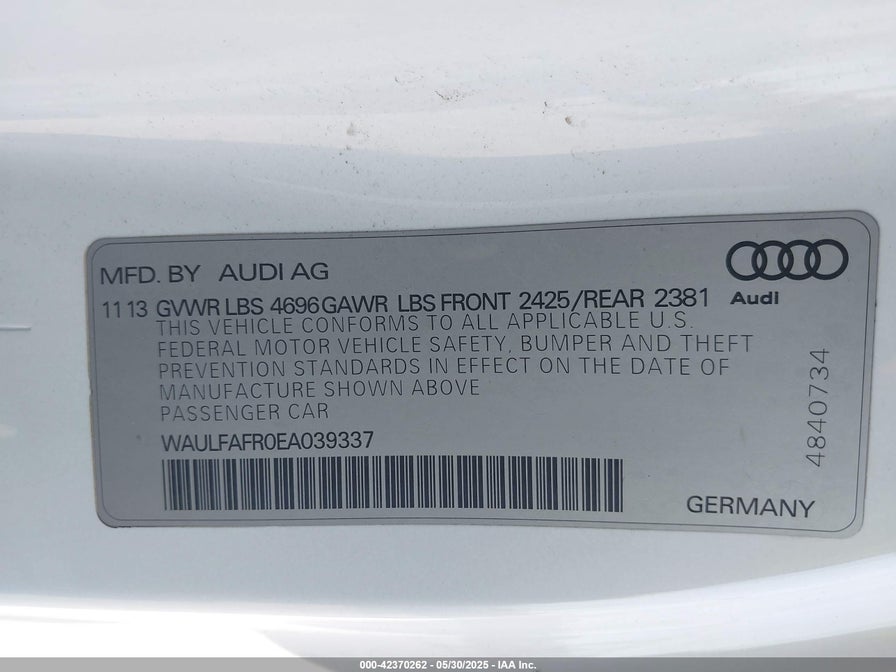 MFD. BY AUDI AG
Audi
11 13 GVWR LBS 4696 GAWR LBS FRONT 2425/REAR 2381
THIS VEHICLE CONFORMS TO ALL APPLICABLE U.S.
FEDERAL MOTOR VEHICLE SAFETY, BUMPER AND THEFT
PREVENTION STANDARDS IN EFFECT ON THE DATE OF
MANUFACTURE SHOWN ABOVE
PASSENGER CAR
WAULFAFR0EA039337
4840734
GERMANY
000-42370262 - 05/30/2025 - IAA Inc.